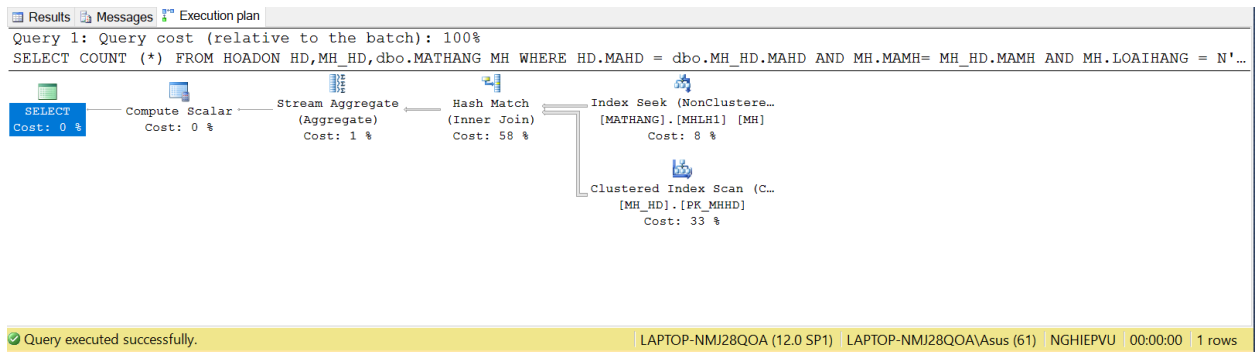 Results Messages Execution plan
Query 1: Query cost (relative to the batch): 100%
SELECT COUNT (*) FROM HOADON HD,MH_HD,dbo.MATHANG MH WHERE HD.MAHD = dbo.MH_HD.MAHD AND MH.MAMH= MH_HD.MAMH AND MH.LOAIHANG = N'…
SELECT
Cost: 0 %
Compute Scalar
Cost: 0 %
Stream Aggregate
(Aggregate)
Cost: 1 %
Hash Match
(Inner Join)
Cost: 58 %
Index Seek (NonClustere…
[MATHANG].[MHLH1] [MH]
Cost: 8 %
Clustered Index Scan (C…
[MH_HD].[PK_MHHD]
Cost: 33 %
Query executed successfully.
LAPTOP-NMJ28QOA (12.0 SP1) LAPTOP-NMJ28QOA\Asus (61) NGHIEPVU 00:00:00 1 rows